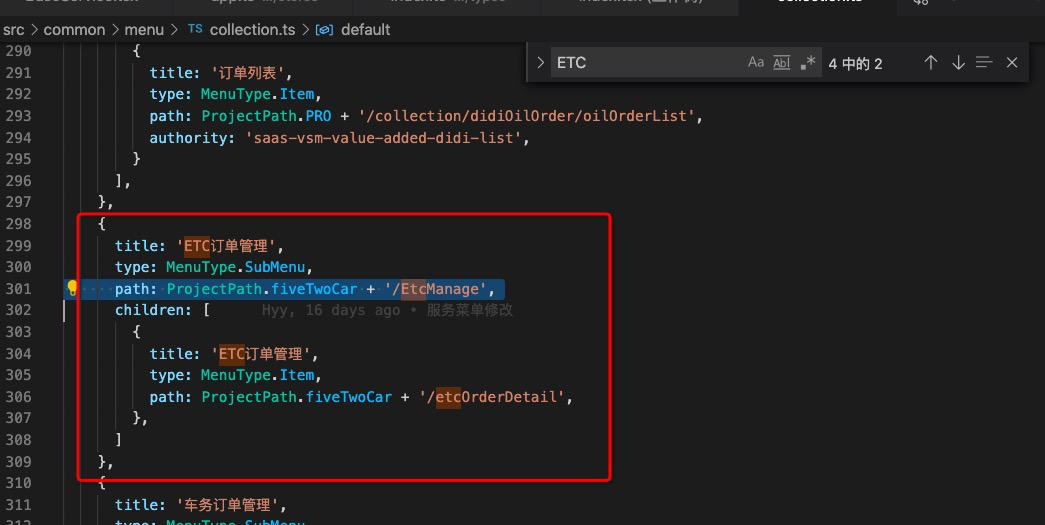 src > common > menu > TS collection.ts > default
ETC
Aa Abl .* 4 中的 2
290 {
291 title: '订单列表',
292 type: MenuType.Item,
293 path: ProjectPath.PRO + '/collection/didiOilOrder/oilOrderList',
294 authority: 'saas-vsm-value-added-didi-list',
295 }
296 ],
297 },
298 {
299 title: 'ETC订单管理',
300 type: MenuType.SubMenu,
301 path: ProjectPath.fiveTwoCar + '/EtcManage',
302 children: [ Hyy, 16 days ago • 服务菜单修改
303 {
304 title: 'ETC订单管理',
305 type: MenuType.Item,
306 path: ProjectPath.fiveTwoCar + '/etcOrderDetail',
307 },
308 ]
309 },
310 {
311 title: '车务订单管理',
312 type: MenuType.SubMenu